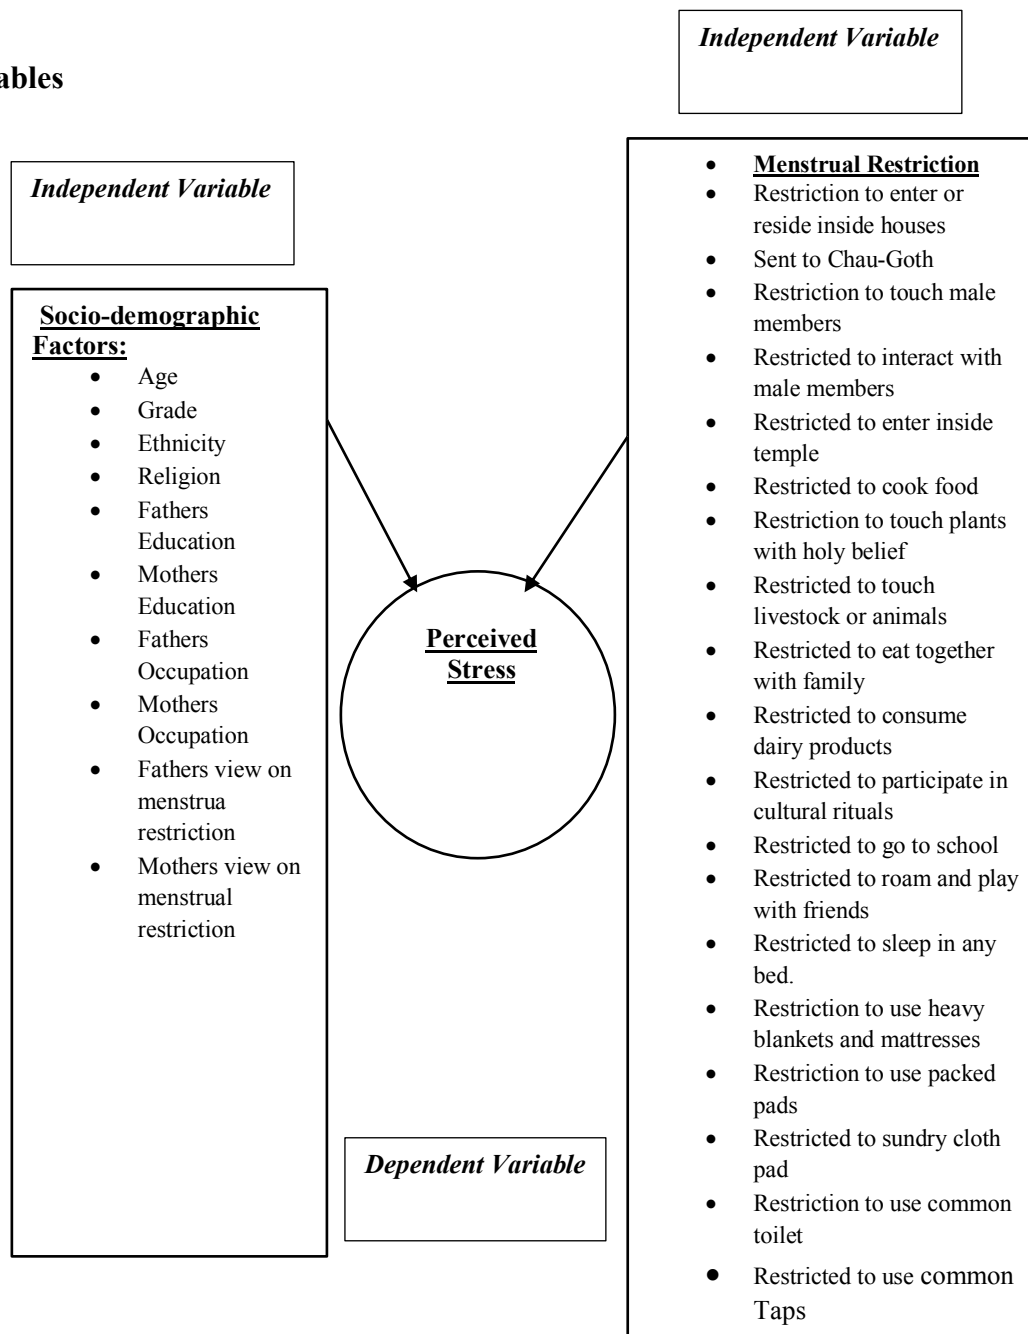 ables
Independent Variable
Socio-demographic
Factors:
• Age
• Grade
• Ethnicity
• Religion
• Fathers
Education
• Mothers
Education
• Fathers
Occupation
• Mothers
Occupation
• Fathers view on
menstrua
restriction
• Mothers view on
menstrual
restriction
Perceived
Stress
Dependent Variable
Independent Variable
• Menstrual Restriction
• Restriction to enter or
reside inside houses
• Sent to Chau-Goth
• Restriction to touch male
members
• Restricted to interact with
male members
• Restricted to enter inside
temple
• Restricted to cook food
• Restriction to touch plants
with holy belief
• Restricted to touch
livestock or animals
• Restricted to eat together
with family
• Restricted to consume
dairy products
• Restricted to participate in
cultural rituals
• Restricted to go to school
• Restricted to roam and play
with friends
• Restricted to sleep in any
bed.
• Restriction to use heavy
blankets and mattresses
• Restriction to use packed
pads
• Restricted to sundry cloth
pad
• Restriction to use common
toilet
• Restricted to use common
Taps